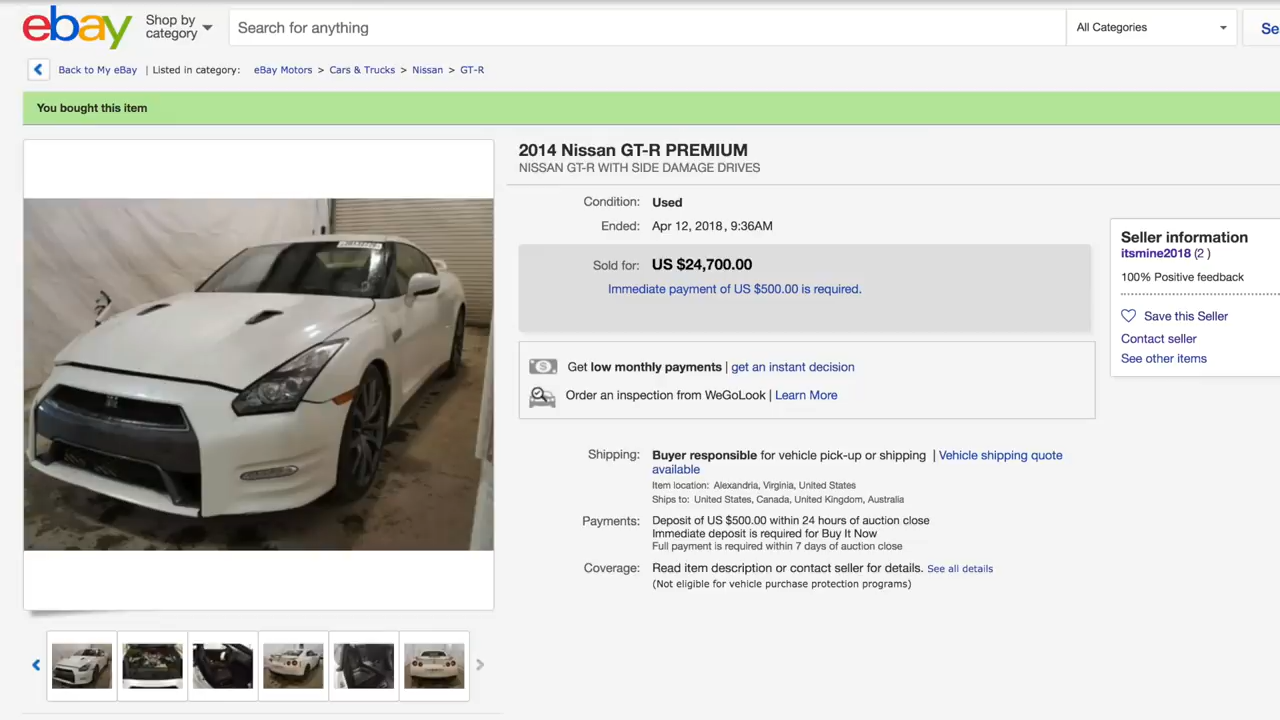 ebay
Shop by
category
Search for anything
All Categories
Se
Back to My eBay | Listed in category: eBay Motors > Cars & Trucks > Nissan > GT-R
You bought this item
2014 Nissan GT-R PREMIUM
NISSAN GT-R WITH SIDE DAMAGE DRIVES
Condition: Used
Ended: Apr 12, 2018 , 9:36AM
Sold for: US $24,700.00
Immediate payment of US $500.00 is required.
Get low monthly payments | get an instant decision
Order an inspection from WeGoLook | Learn More
Shipping: Buyer responsible for vehicle pick-up or shipping | Vehicle shipping quote
available
Item location: Alexandria, Virginia, United States
Ships to: United States, Canada, United Kingdom, Australia
Payments: Deposit of US $500.00 within 24 hours of auction close
Immediate deposit is required for Buy It Now
Full payment is required within 7 days of auction close
Coverage: Read item description or contact seller for details. See all details
(Not eligible for vehicle purchase protection programs)
Seller information
itsmine2018 (2 )
100% Positive feedback
Save this Seller
Contact seller
See other items